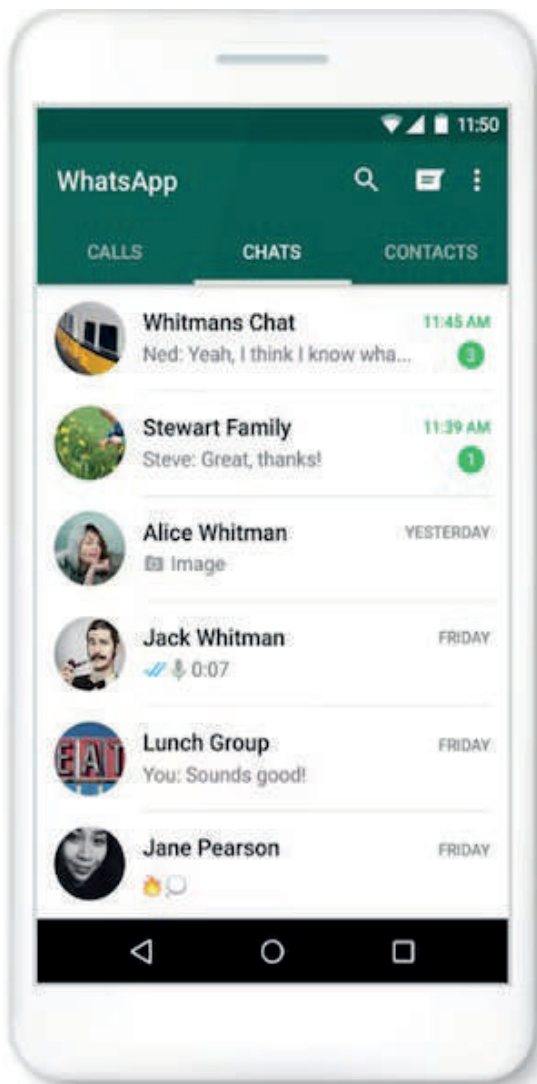 11:50
WhatsApp
CALLS CHATS CONTACTS
Whitmans Chat 11:45 AM
Ned: Yeah, I think I know wha... 3
Stewart Family 11:39 AM
Steve: Great, thanks! 1
Alice Whitman YESTERDAY
Image
Jack Whitman FRIDAY
0:07
EAT
Lunch Group FRIDAY
You: Sounds good!
Jane Pearson FRIDAY